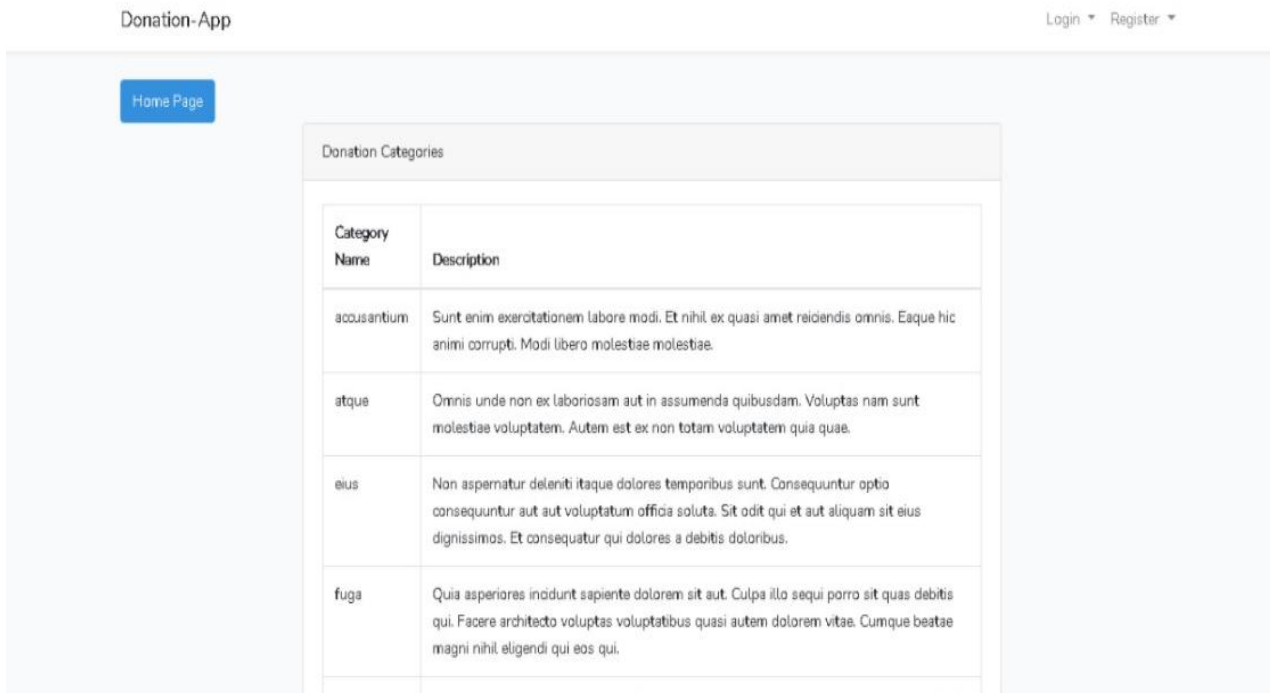 Donation-App
Login Register
Home Page
Donation Categories
Category
Name
Description
accusantium
Sunt enim exercitationem labore modi. Et nihil ex quasi amet reiciendis omnis. Eaque hic
animi corrupti. Modi libero molestiae molestiae.
atque
Omnis unde non ex laboriosam aut in assumenda quibusdam. Voluptas nam sunt
molestiae voluptatem. Autem est ex non totam voluptatem quia quae.
eius
Non aspernatur deleniti itaque dolores temporibus sunt. Consequuntur optio
consequuntur aut aut voluptatum officia soluta. Sit odit qui et aut aliquam sit eius
dignissimos. Et consequatur qui dolores a debitis doloribus.
fuga
Quia asperiores incidunt sapiente dolorem sit aut. Culpa illo sequi porro sit quas debitis
qui. Facere architecto voluptas voluptatibus quasi autem dolorem vitae. Cumque beatae
magni nihil eligendi qui eos qui.